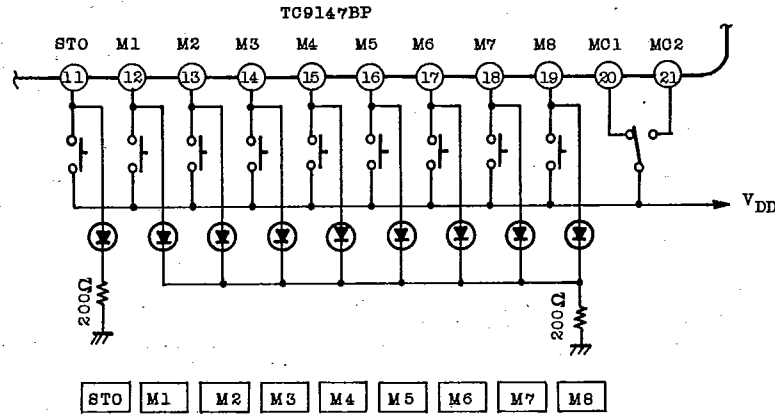 TC9147BP
STO M1 M2 M3 M4 M5 M6 M7 M8 MC1 MC2
11 12 13 14 15 16 17 18 19 20 21
VDD
200Ω 200Ω
STO M1 M2 M3 M4 M5 M6 M7 M8